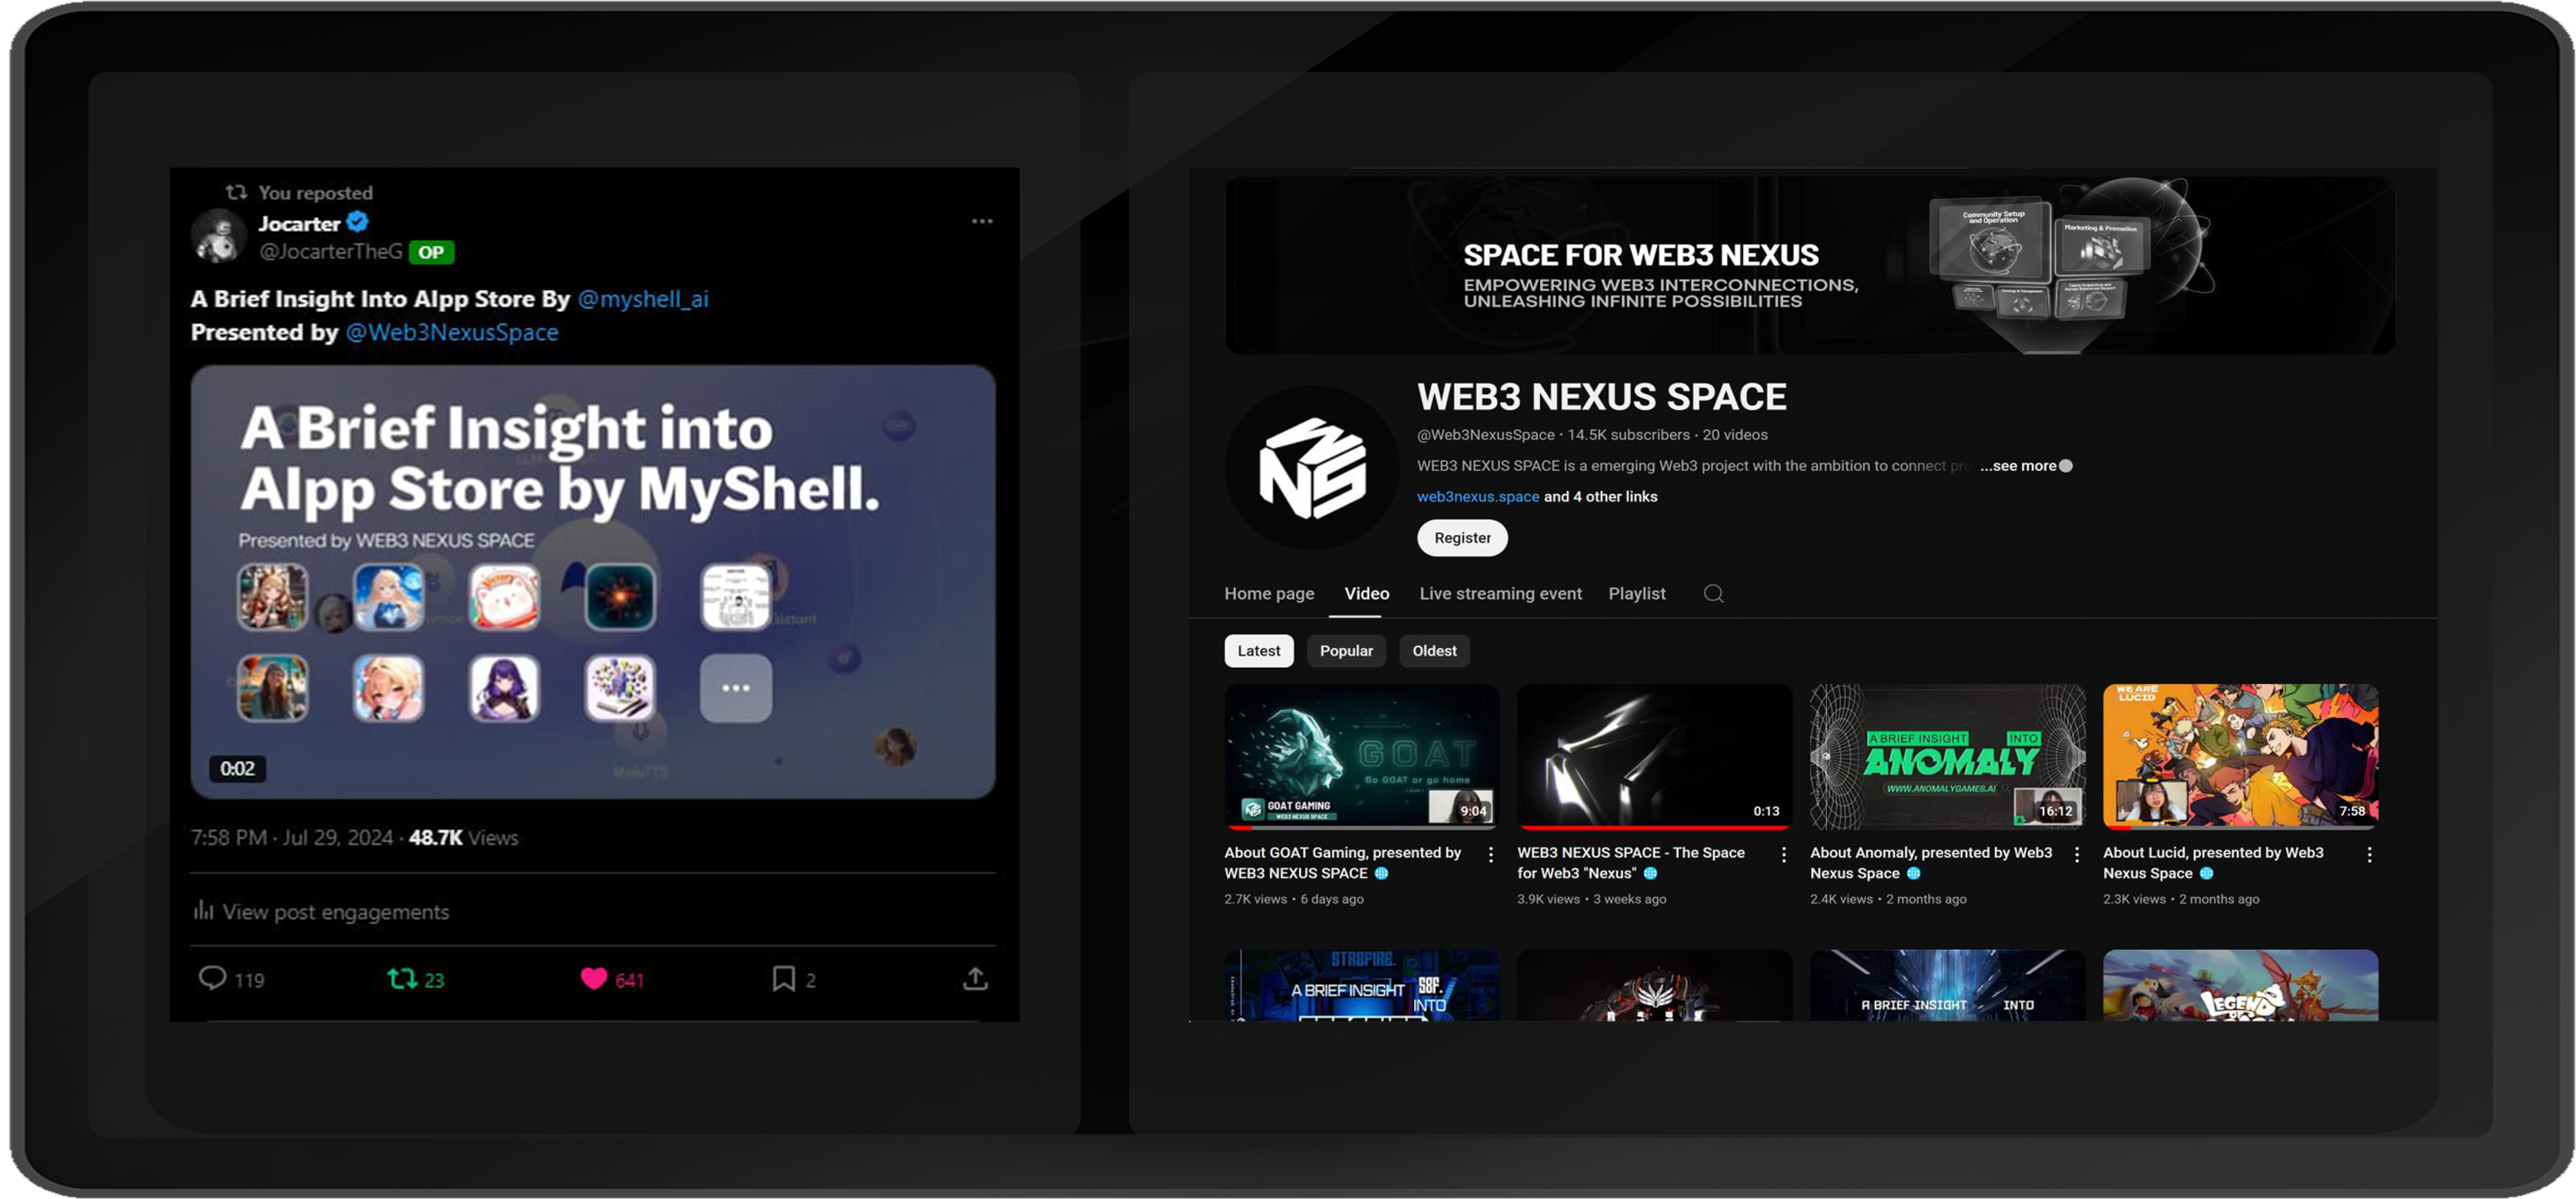 You reposted
Jocarter
@JocarterTheG OP
A Brief Insight Into AIpp Store By @myshell_ai
Presented by @Web3NexusSpace
A Brief Insight into
AIpp Store by MyShell.
Presented by WEB3 NEXUS SPACE
0:02
7:58 PM · Jul 29, 2024 · 48.7K Views
View post engagements
119 23 641 2
SPACE FOR WEB3 NEXUS
EMPOWERING WEB3 INTERCONNECTIONS,
UNLEASHING INFINITE POSSIBILITIES
Community Setup
and Operation
Marketing & Promotion
NS
WEB3 NEXUS SPACE
@Web3NexusSpace · 14.5K subscribers · 20 videos
WEB3 NEXUS SPACE is a emerging Web3 project with the ambition to connect pro ...see more
web3nexus.space and 4 other links
Register
Home page Video Live streaming event Playlist
Latest Popular Oldest
GOAT
Go GOAT or go home
GOAT GAMING
WEB3 NEXUS SPACE
9:04
0:13
A BRIEF INSIGHT INTO
ANOMALY
WWW.ANOMALYGAMES.AI
16:12
WE ARE
LUCID
7:58
About GOAT Gaming, presented by
WEB3 NEXUS SPACE
2.7K views • 6 days ago
WEB3 NEXUS SPACE - The Space
for Web3 "Nexus"
3.9K views • 3 weeks ago
About Anomaly, presented by Web3
Nexus Space
2.4K views • 2 months ago
About Lucid, presented by Web3
Nexus Space
2.3K views • 2 months ago
STR8FIRE.
A BRIEF INSIGHT S8F.
INTO
A BRIEF INSIGHT INTO
LEGEND
OF